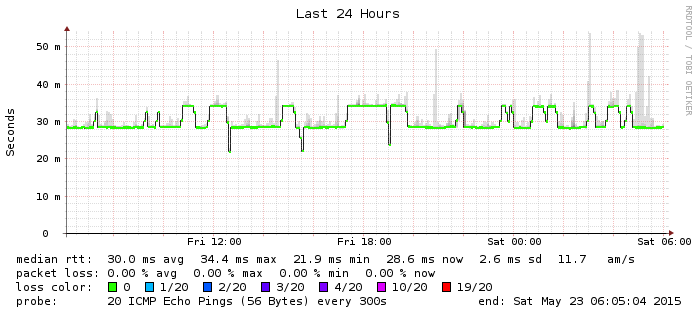 Last 24 Hours
RRDTOOL / TOBI OETIKER
Seconds
50 m
40 m
30 m
20 m
10 m
0
Fri 12:00 Fri 18:00 Sat 00:00 Sat 06:00
median rtt: 30.0 ms avg 34.4 ms max 21.9 ms min 28.6 ms now 2.6 ms sd 11.7 am/s
packet loss: 0.00 % avg 0.00 % max 0.00 % min 0.00 % now
loss color: 0 1/20 2/20 3/20 4/20 10/20 19/20
probe: 20 ICMP Echo Pings (56 Bytes) every 300s end: Sat May 23 06:05:04 2015